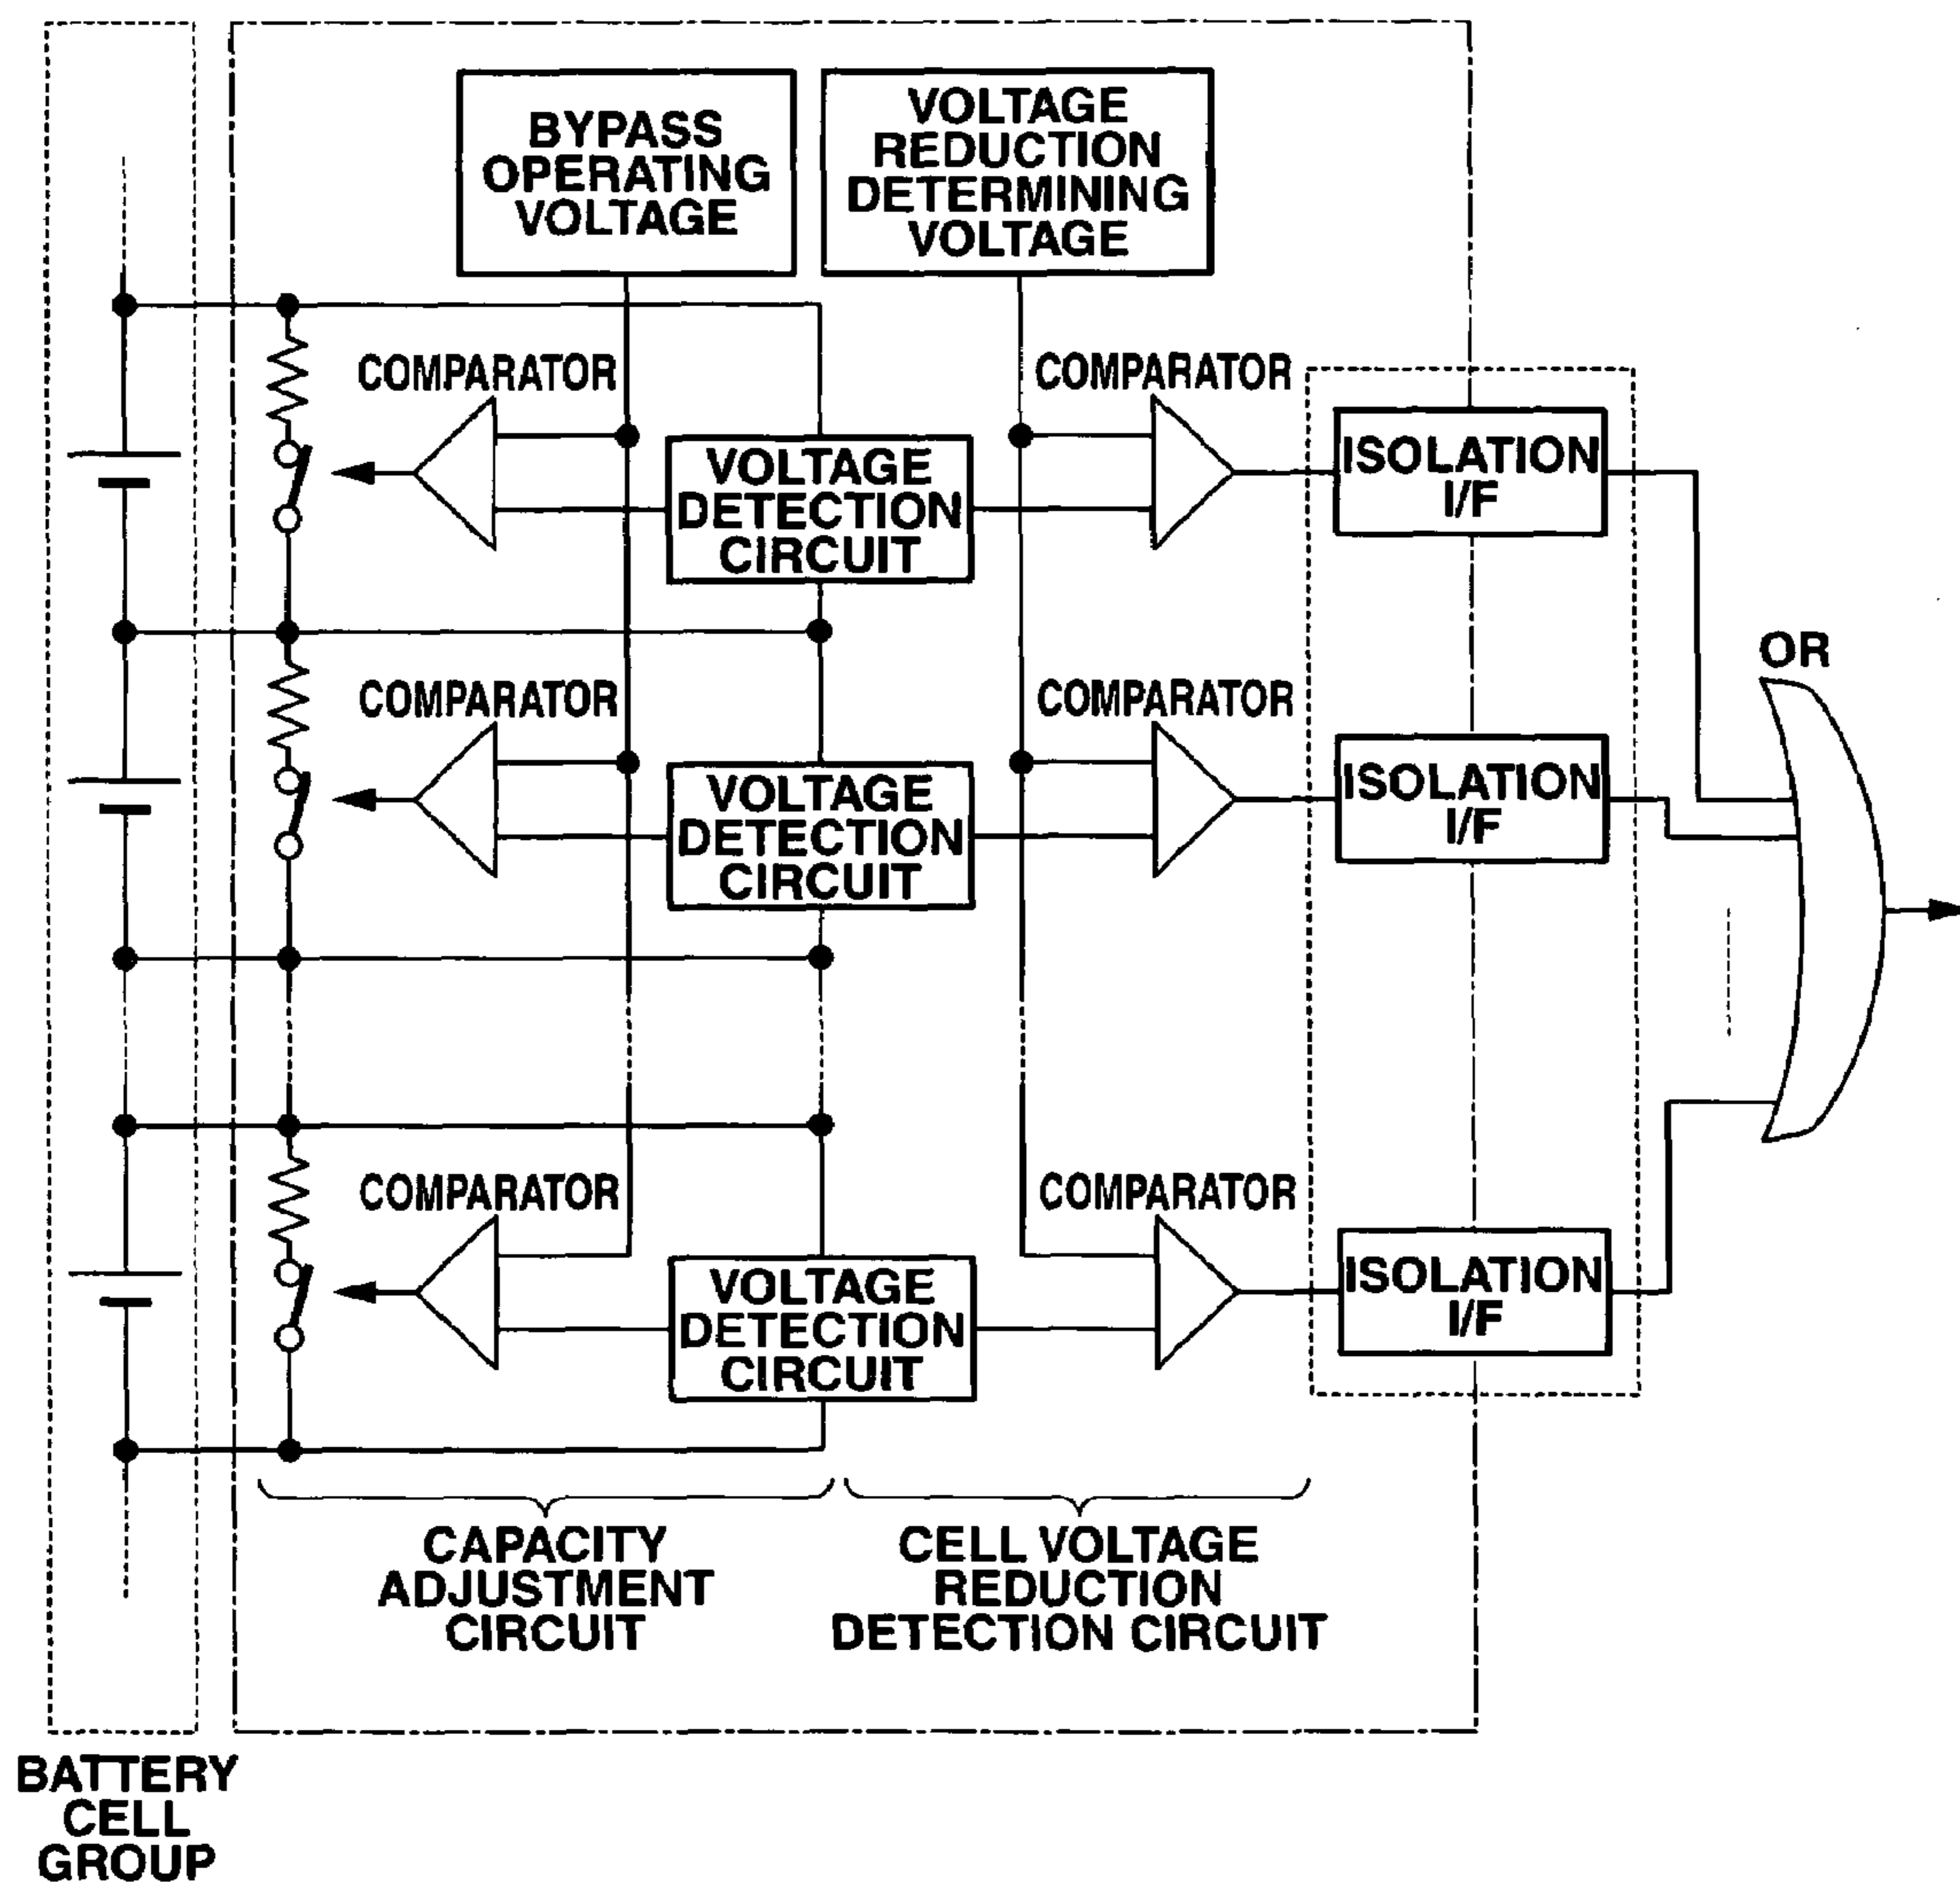 BYPASS
OPERATING
VOLTAGE
VOLTAGE
REDUCTION
DETERMINING
VOLTAGE
COMPARATOR
COMPARATOR
VOLTAGE
DETECTION
CIRCUIT
ISOLATION
I/F
OR
COMPARATOR
COMPARATOR
VOLTAGE
DETECTION
CIRCUIT
ISOLATION
I/F
COMPARATOR
COMPARATOR
VOLTAGE
DETECTION
CIRCUIT
ISOLATION
I/F
CAPACITY
ADJUSTMENT
CIRCUIT
CELL VOLTAGE
REDUCTION
DETECTION CIRCUIT
BATTERY
CELL
GROUP